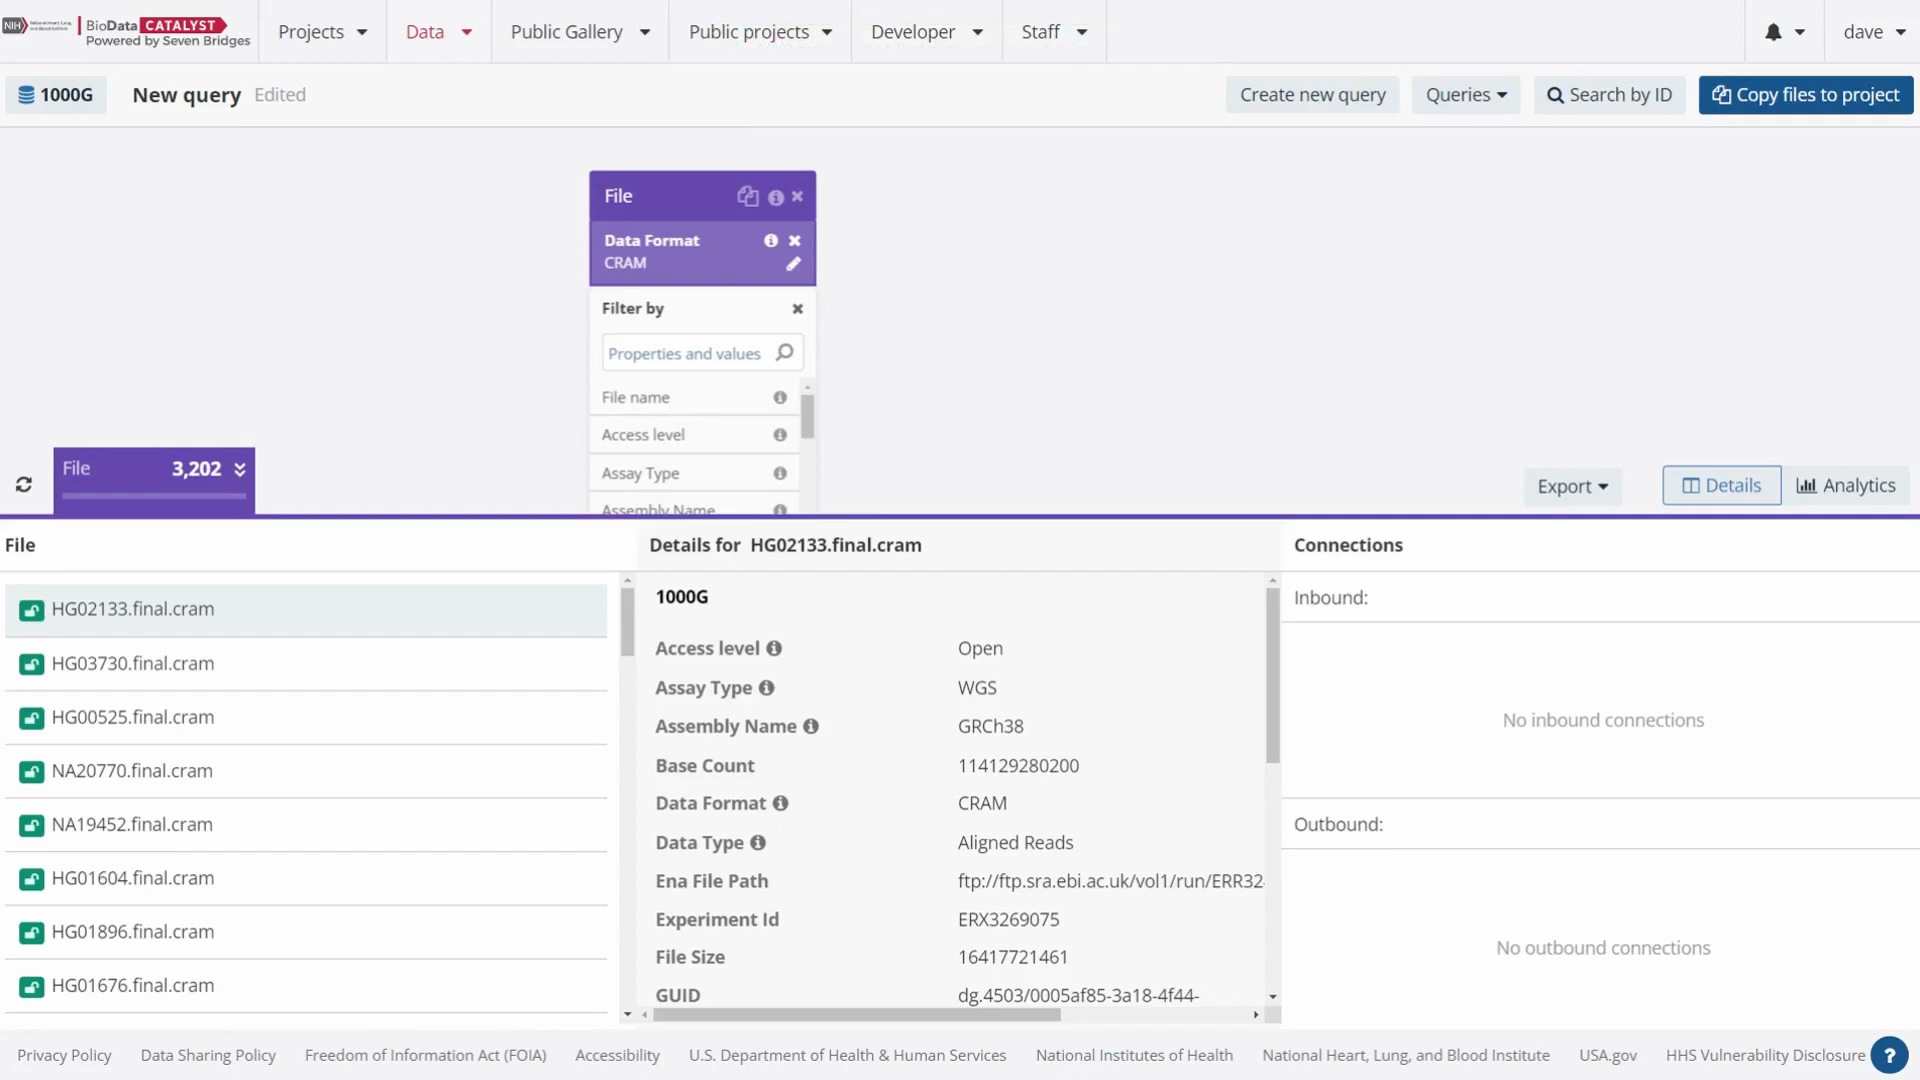 NIH
BioData CATALYST
Powered by Seven Bridges
Projects
Data
Public Gallery
Public projects
Developer
Staff
dave
1000G
New query
Edited
Create new query
Queries
Search by ID
Copy files to project
File
Data Format
CRAM
Filter by
Properties and values
File name
Access level
Assay Type
Assembly Name
File
3,202
Export
Details
Analytics
File
HG02133.final.cram
HG03730.final.cram
HG00525.final.cram
NA20770.final.cram
NA19452.final.cram
HG01604.final.cram
HG01896.final.cram
HG01676.final.cram
Details for HG02133.final.cram
1000G
Access level Open
Assay Type WGS
Assembly Name GRCh38
Base Count 114129280200
Data Format CRAM
Data Type Aligned Reads
Ena File Path ftp://ftp.sra.ebi.ac.uk/vol1/run/ERR32
Experiment Id ERX3269075
File Size 16417721461
GUID dg.4503/0005af85-3a18-4f44-
Connections
Inbound:
No inbound connections
Outbound:
No outbound connections
Privacy Policy
Data Sharing Policy
Freedom of Information Act (FOIA)
Accessibility
U.S. Department of Health & Human Services
National Institutes of Health
National Heart, Lung, and Blood Institute
USA.gov
HHS Vulnerability Disclosure
?